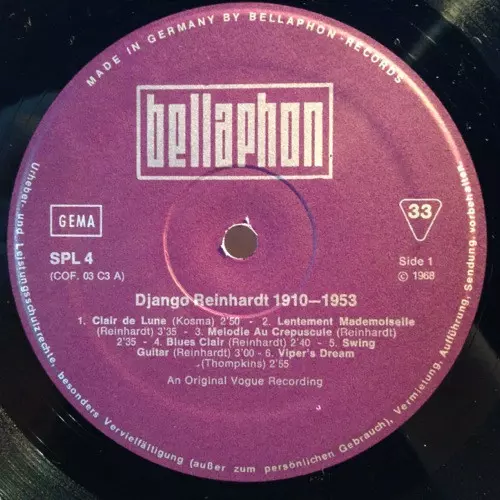 MADE IN GERMANY BY BELLAPHON-RECORDS
bellaphon
GEMA
33
SPL 4
(COF. 03 C3 A)
Side 1
© 1968
Django Reinhardt 1910—1953
1. Clair de Lune (Kosma) 2'50 - 2. Lentement Mademoiselle
(Reinhardt) 3'35 - 3. Melodie Au Crepuscule (Reinhardt)
2'35 - 4. Blues Clair (Reinhardt) 2'40 - 5. Swing
Guitar (Reinhardt) 3'00 - 6. Viper's Dream
(Thompkins) 2'55
An Original Vogue Recording
Urheber- und Leistungsschutzrechte, besonders Vervielfältigung (außer zum persönlichen Gebrauch), Vermietung, Aufführung, Sendung vorbehalten.